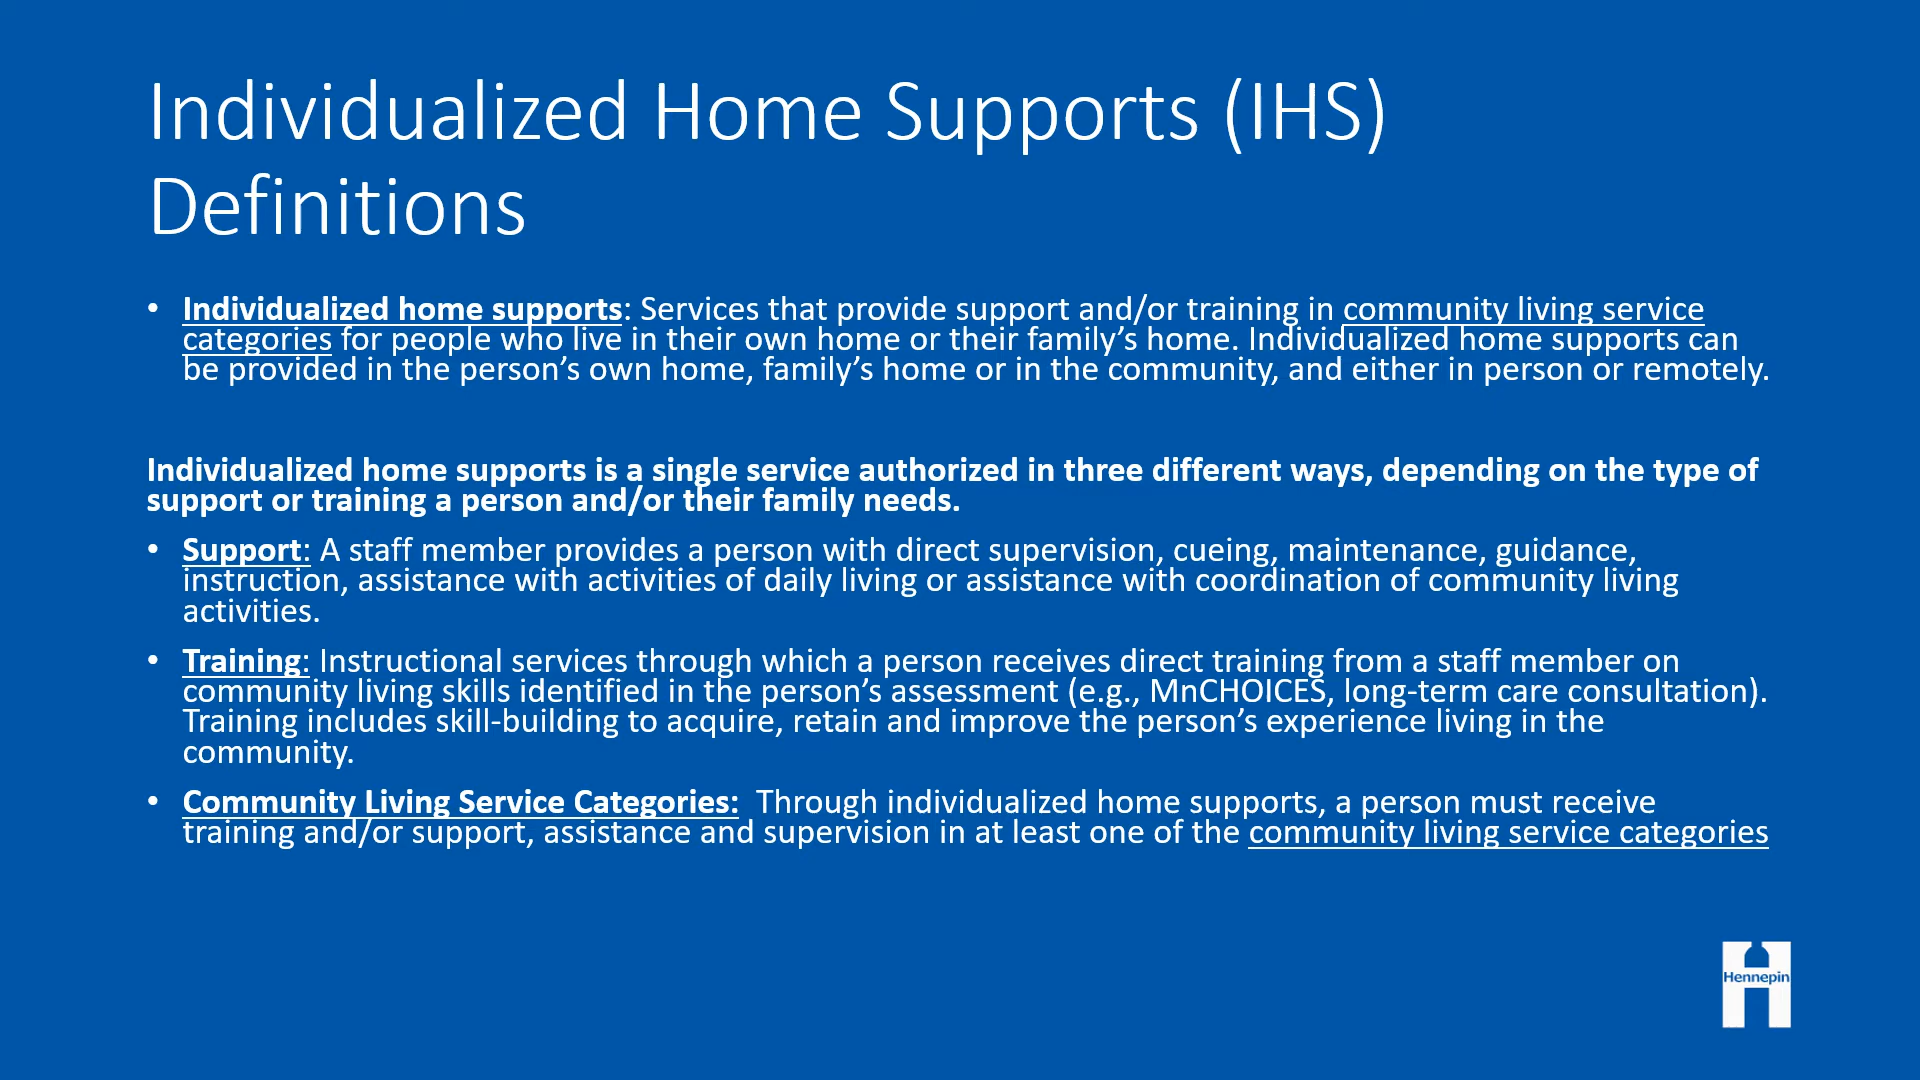 Individualized Home Supports (IHS)
Definitions
• Individualized home supports: Services that provide support and/or training in community living service
categories for people who live in their own home or their family’s home. Individualized home supports can
be provided in the person’s own home, family’s home or in the community, and either in person or remotely.
Individualized home supports is a single service authorized in three different ways, depending on the type of
support or training a person and/or their family needs.
• Support: A staff member provides a person with direct supervision, cueing, maintenance, guidance,
instruction, assistance with activities of daily living or assistance with coordination of community living
activities.
• Training: Instructional services through which a person receives direct training from a staff member on
community living skills identified in the person’s assessment (e.g., MnCHOICES, long-term care consultation).
Training includes skill-building to acquire, retain and improve the person’s experience living in the
community.
• Community Living Service Categories:  Through individualized home supports, a person must receive
training and/or support, assistance and supervision in at least one of the community living service categories
Hennepin